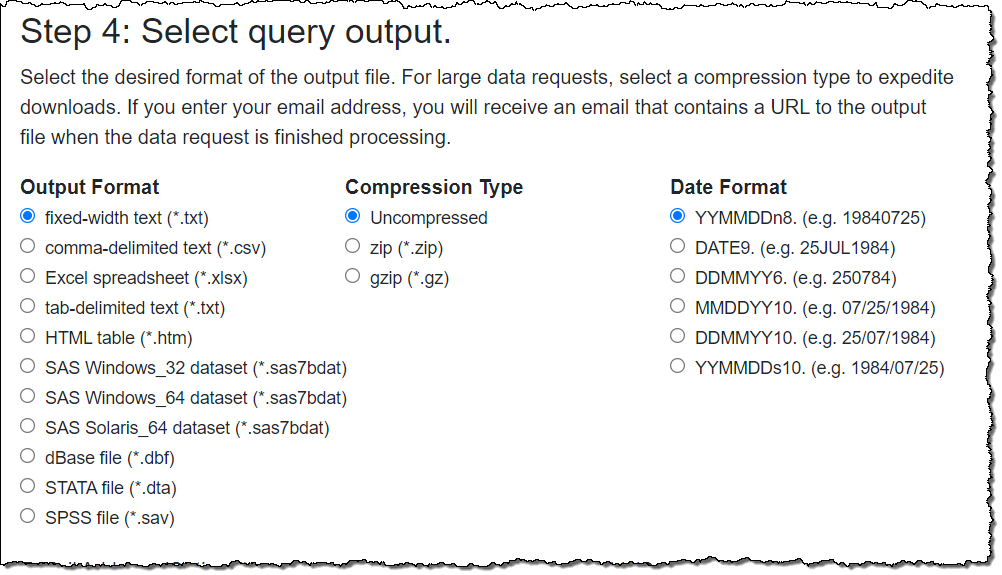 Step 4: Select query output.
Select the desired format of the output file. For large data requests, select a compression type to expedite
downloads. If you enter your email address, you will receive an email that contains a URL to the output
file when the data request is finished processing.
Output Format
fixed-width text (*.txt)
comma-delimited text (*.csv)
Excel spreadsheet (*.xlsx)
tab-delimited text (*.txt)
HTML table (*.htm)
SAS Windows_32 dataset (*.sas7bdat)
SAS Windows_64 dataset (*.sas7bdat)
SAS Solaris_64 dataset (*.sas7bdat)
dBase file (*.dbf)
STATA file (*.dta)
SPSS file (*.sav)
Compression Type
Uncompressed
zip (*.zip)
gzip (*.gz)
Date Format
YYMMDDn8. (e.g. 19840725)
DATE9. (e.g. 25JUL1984)
DDMMYY6. (e.g. 250784)
MMDDYY10. (e.g. 07/25/1984)
DDMMYY10. (e.g. 25/07/1984)
YYMMDDs10. (e.g. 1984/07/25)